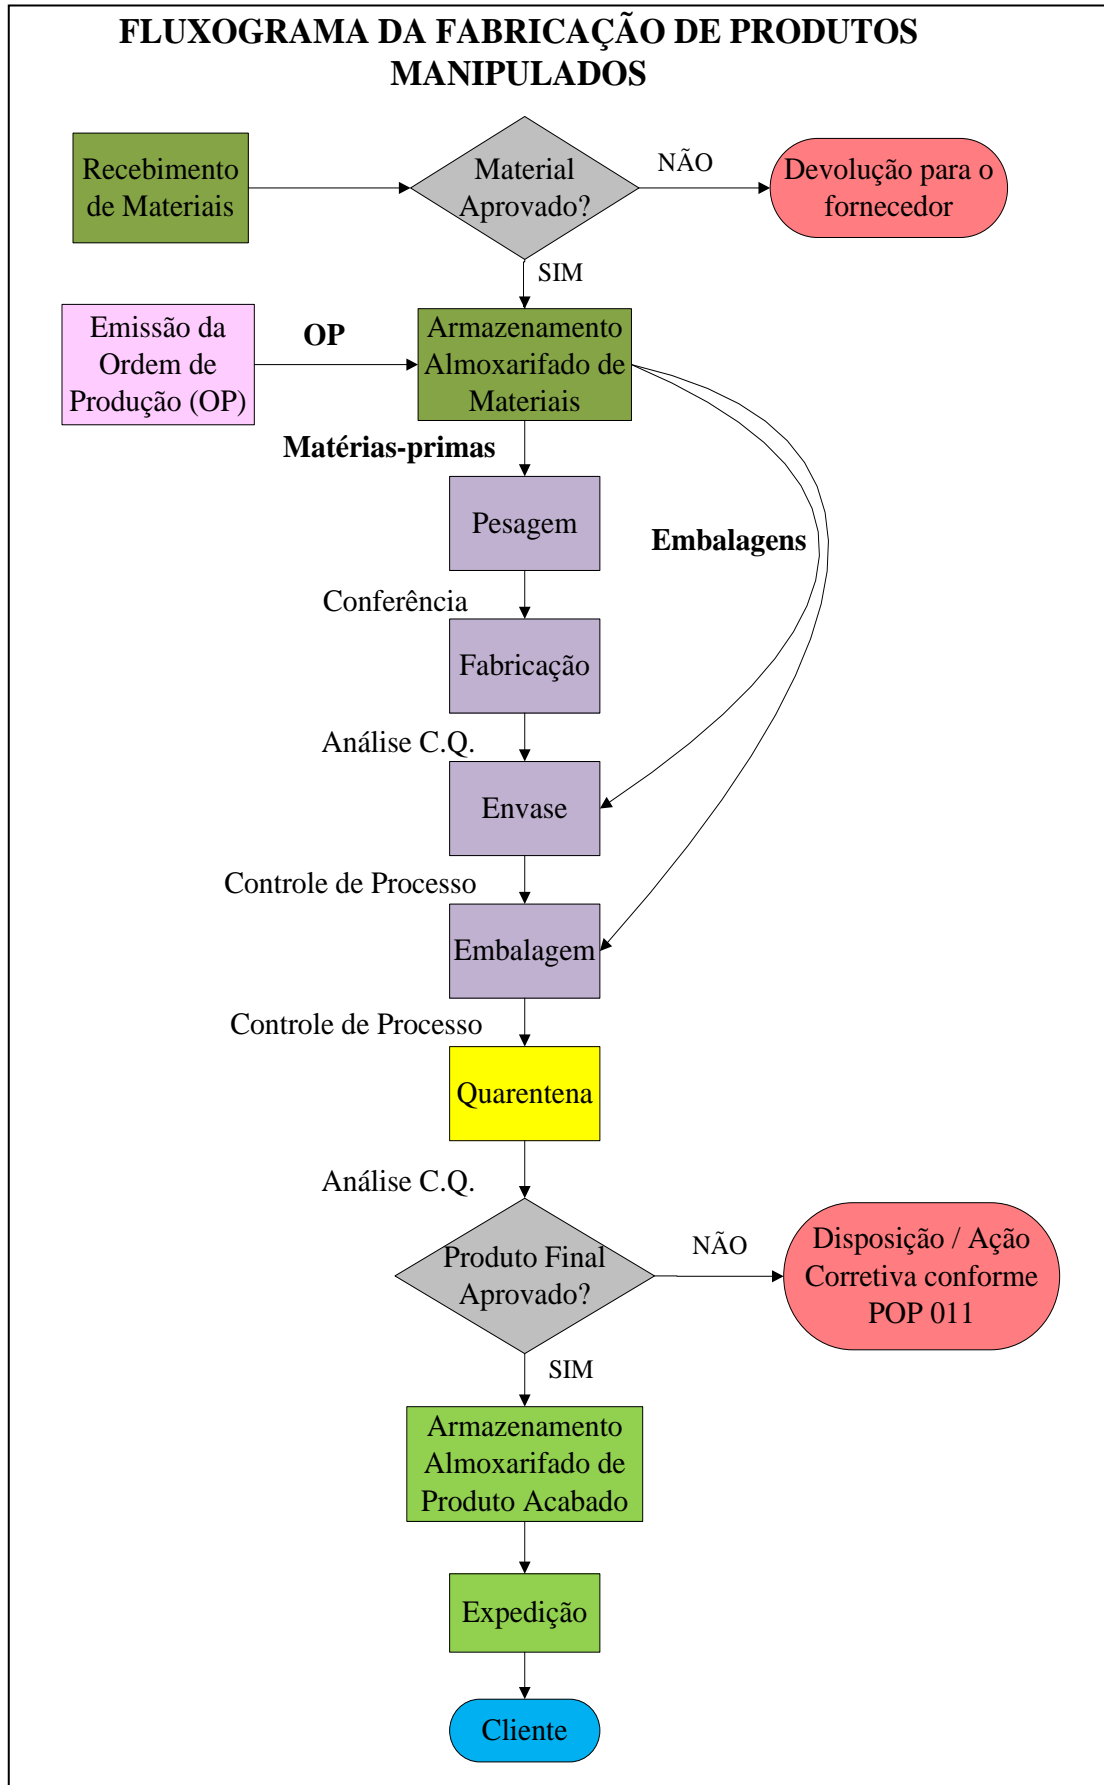 FLUXOGRAMA DA FABRICAÇÃO DE PRODUTOS
MANIPULADOS
Recebimento
de Materiais
Material
Aprovado?
NÃO
Devolução para o
fornecedor
SIM
Emissão da
Ordem de
Produção (OP)
OP
Armazenamento
Almoxarifado de
Materiais
Matérias-primas
Pesagem
Embalagens
Conferência
Fabricação
Análise C.Q.
Envase
Controle de Processo
Embalagem
Controle de Processo
Quarentena
Análise C.Q.
Produto Final
Aprovado?
NÃO
Disposição / Ação
Corretiva conforme
POP 011
SIM
Armazenamento
Almoxarifado de
Produto Acabado
Expedição
Cliente